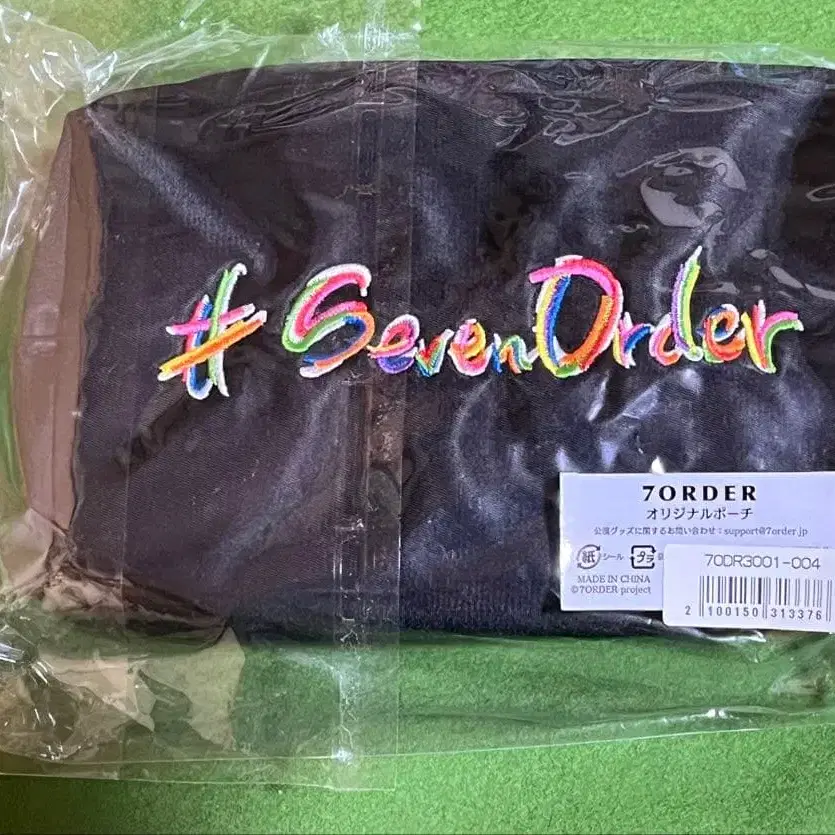 #SevenOrder
7ORDER
オリジナルポーチ
公演グッズに関するお問い合わせ:support@7order.jp
紙 シール プラ
MADE IN CHINA
©7ORDER project
7ODR3001-004
2 100150 313376